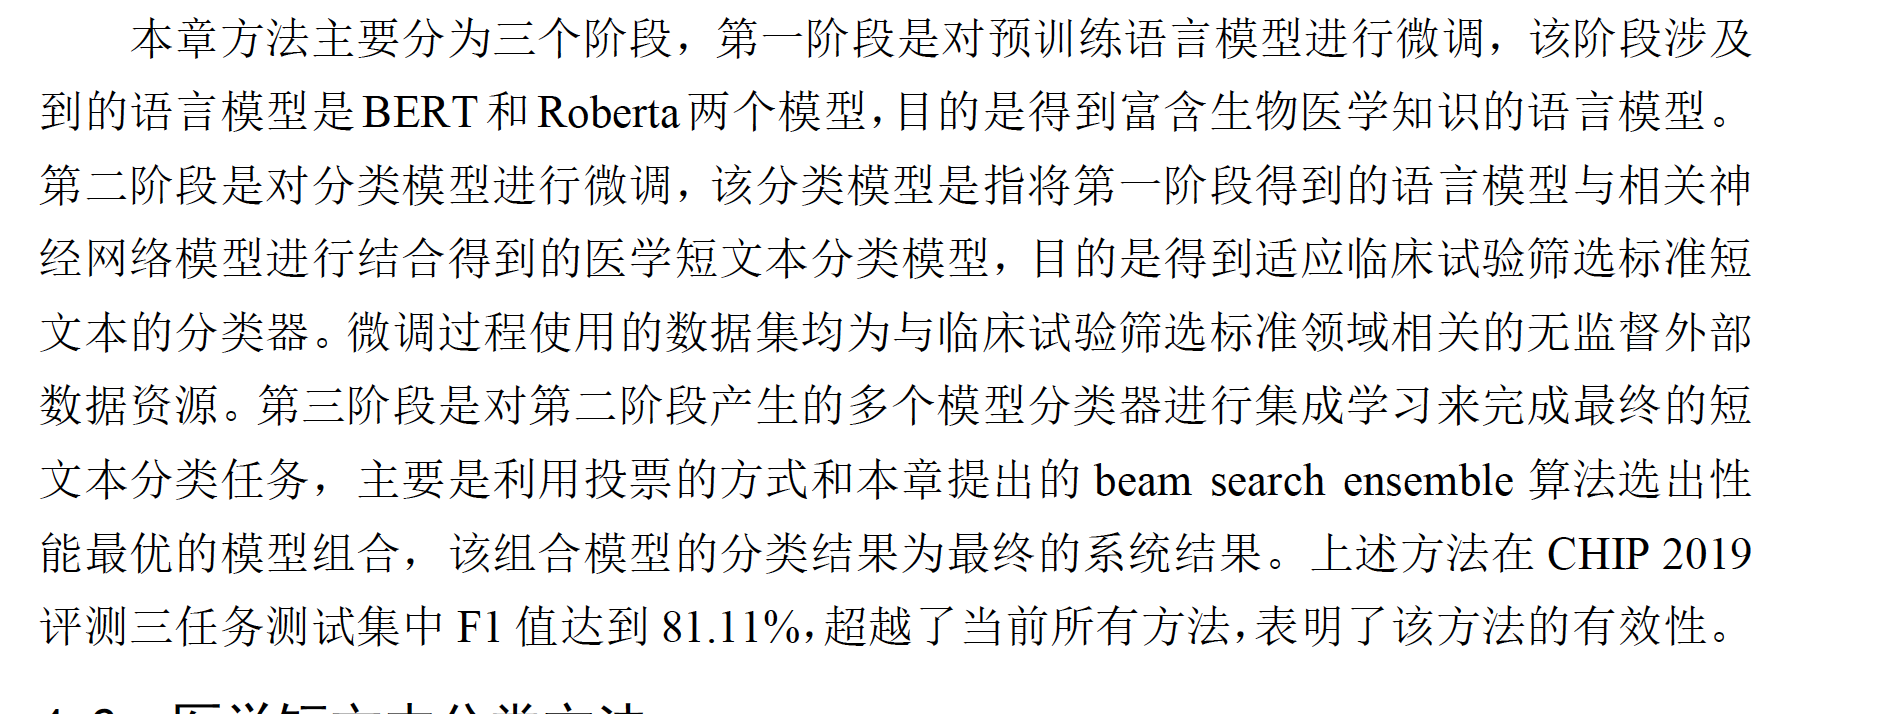 本章方法主要分为三个阶段，第一阶段是对预训练语言模型进行微调，该阶段涉及
到的语言模型是BERT和Roberta两个模型，目的是得到富含生物医学知识的语言模型。
第二阶段是对分类模型进行微调，该分类模型是指将第一阶段得到的语言模型与相关神
经网络模型进行结合得到的医学短文本分类模型，目的是得到适应临床试验筛选标准短
文本的分类器。微调过程使用的数据集均为与临床试验筛选标准领域相关的无监督外部
数据资源。第三阶段是对第二阶段产生的多个模型分类器进行集成学习来完成最终的短
文本分类任务，主要是利用投票的方式和本章提出的 beam search ensemble 算法选出性
能最优的模型组合，该组合模型的分类结果为最终的系统结果。上述方法在 CHIP 2019
评测三任务测试集中 F1 值达到 81.11%，超越了当前所有方法，表明了该方法的有效性。
医学短文本分类方法